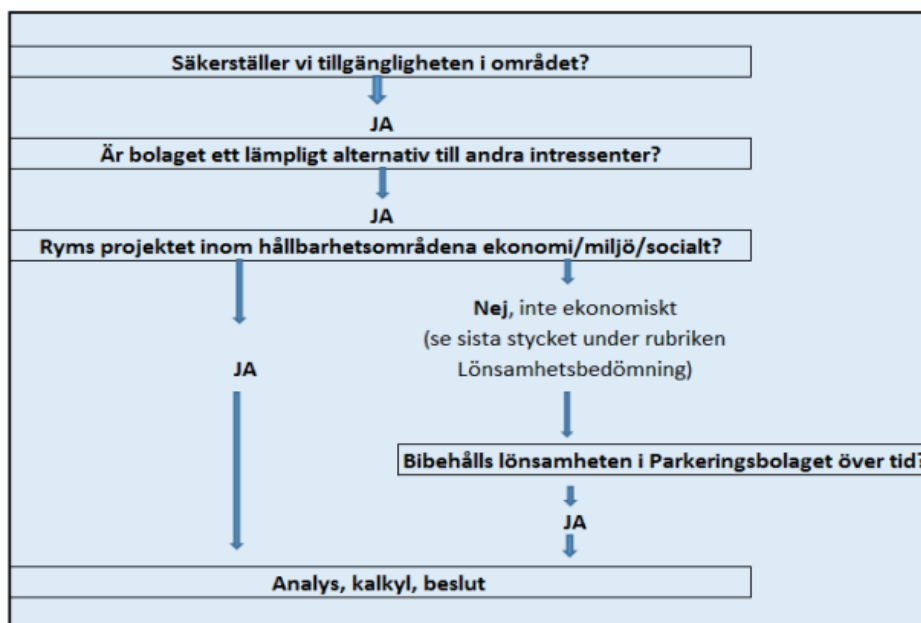 Säkerställer vi tillgängligheten i området?
JA
Är bolaget ett lämpligt alternativ till andra intressenter?
JA
Ryms projektet inom hållbarhetsområdena ekonomi/miljö/socialt?
Nej, inte ekonomiskt
(se sista stycket under rubriken
Lönsamhetsbedömning)
JA
Bibehålls lönsamheten i Parkeringsbolaget över tid?
JA
Analys, kalkyl, beslut